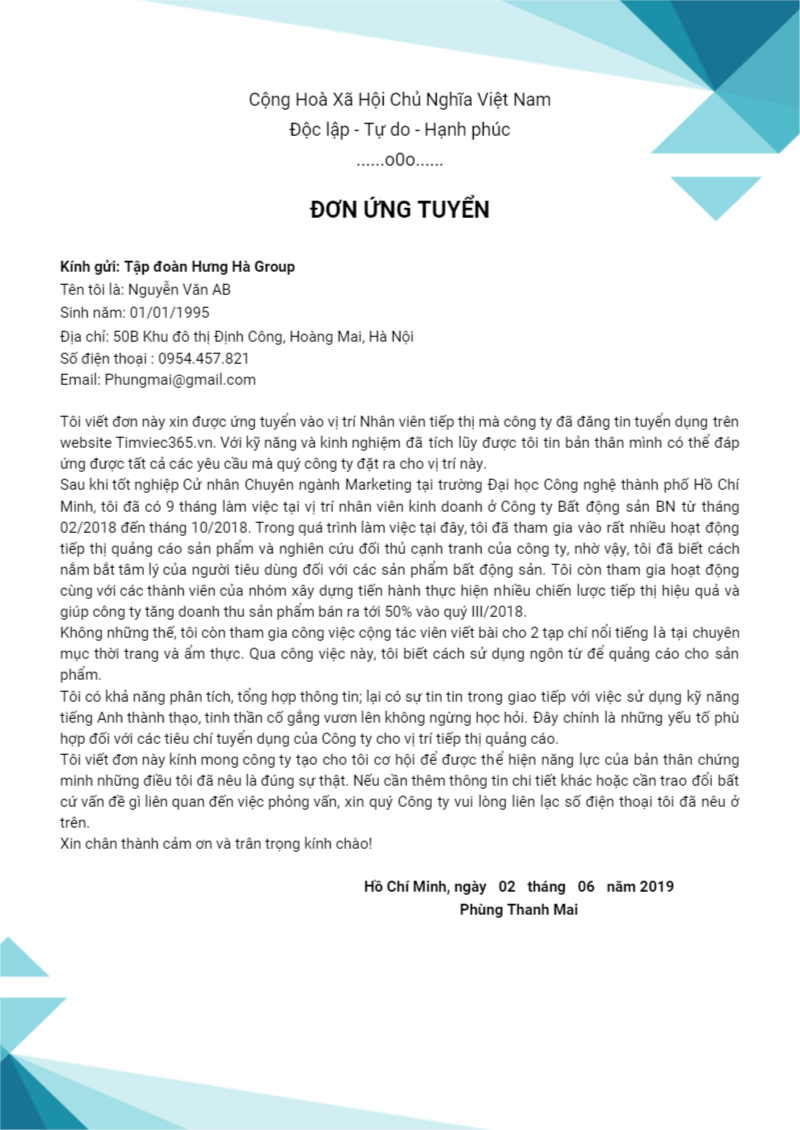 Cộng Hoà Xã Hội Chủ Nghĩa Việt Nam
Độc lập - Tự do - Hạnh phúc
......o0o......
ĐƠN ỨNG TUYỂN
Kính gửi: Tập đoàn Hưng Hà Group
Tên tôi là: Nguyễn Văn AB
Sinh năm: 01/01/1995
Địa chỉ: 50B Khu đô thị Định Công, Hoàng Mai, Hà Nội
Số điện thoại : 0954.457.821
Email: Phungmai@gmail.com
Tôi viết đơn này xin được ứng tuyển vào vị trí Nhân viên tiếp thị mà công ty đã đăng tin tuyển dụng trên
website Timviec365.vn. Với kỹ năng và kinh nghiệm đã tích lũy được tôi tin bản thân mình có thể đáp
ứng được tất cả các yêu cầu mà quý công ty đặt ra cho vị trí này.
Sau khi tốt nghiệp Cử nhân Chuyên ngành Marketing tại trường Đại học Công nghệ thành phố Hồ Chí
Minh, tôi đã có 9 tháng làm việc tại vị trí nhân viên kinh doanh ở Công ty Bất động sản BN từ tháng
02/2018 đến tháng 10/2018. Trong quá trình làm việc tại đây, tôi đã tham gia vào rất nhiều hoạt động
tiếp thị quảng cáo sản phẩm và nghiên cứu đối thủ cạnh tranh của công ty, nhờ vậy, tôi đã biết cách
nắm bắt tâm lý của người tiêu dùng đối với các sản phẩm bất động sản. Tôi còn tham gia hoạt động
cùng với các thành viên của nhóm xây dựng tiến hành thực hiện nhiều chiến lược tiếp thị hiệu quả và
giúp công ty tăng doanh thu sản phẩm bán ra tới 50% vào quý III/2018.
Không những thế, tôi còn tham gia công việc cộng tác viên viết bài cho 2 tạp chí nổi tiếng là tại chuyên
mục thời trang và ẩm thực. Qua công việc này, tôi biết cách sử dụng ngôn từ để quảng cáo cho sản
phẩm.
Tôi có khả năng phân tích, tổng hợp thông tin; lại có sự tin tin trong giao tiếp với việc sử dụng kỹ năng
tiếng Anh thành thạo, tinh thần cố gắng vươn lên không ngừng học hỏi. Đây chính là những yếu tố phù
hợp đối với các tiêu chí tuyển dụng của Công ty cho vị trí tiếp thị quảng cáo.
Tôi viết đơn này kính mong công ty tạo cho tôi cơ hội để được thể hiện năng lực của bản thân chứng
minh những điều tôi đã nêu là đúng sự thật. Nếu cần thêm thông tin chi tiết khác hoặc cần trao đổi bất
cứ vấn đề gì liên quan đến việc phỏng vấn, xin quý Công ty vui lòng liên lạc số điện thoại tôi đã nêu ở
trên.
Xin chân thành cảm ơn và trân trọng kính chào!
Hồ Chí Minh, ngày 02 tháng 06 năm 2019
Phùng Thanh Mai